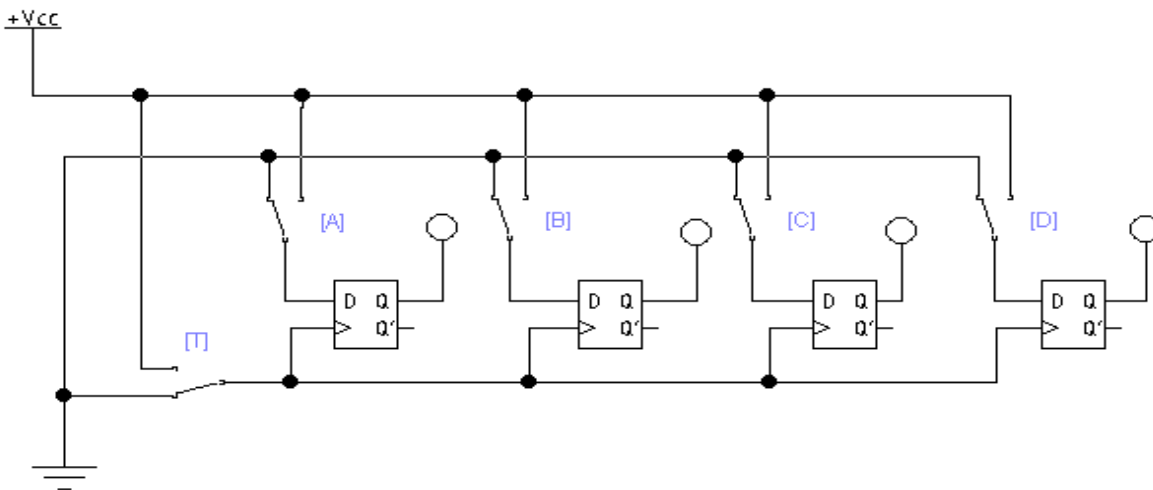 +Vcc
[A] [B] [C] [D]
D Q D Q D Q D Q
Q' Q' Q' Q'
[T]